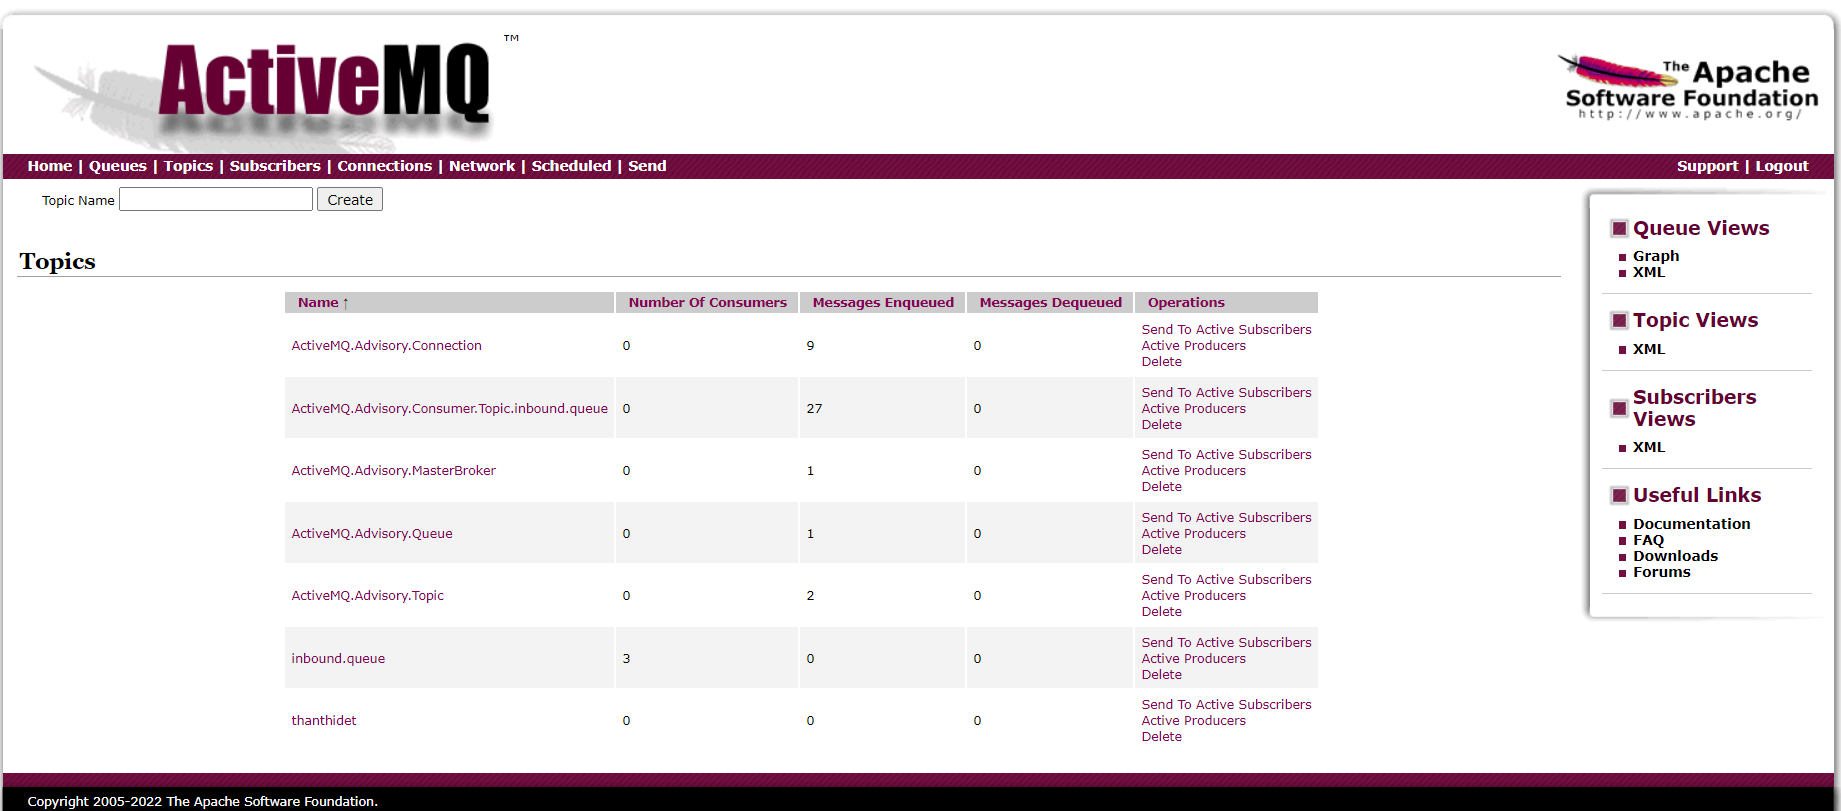 ActiveMQ™
The Apache
Software Foundation
http://www.apache.org/
Home | Queues | Topics | Subscribers | Connections | Network | Scheduled | Send
Support | Logout
Topic Name Create
Topics
Name ↑ Number Of Consumers Messages Enqueued Messages Dequeued Operations
ActiveMQ.Advisory.Connection 0 9 0 Send To Active Subscribers
Active Producers
Delete
ActiveMQ.Advisory.Consumer.Topic.inbound.queue 0 27 0 Send To Active Subscribers
Active Producers
Delete
ActiveMQ.Advisory.MasterBroker 0 1 0 Send To Active Subscribers
Active Producers
Delete
ActiveMQ.Advisory.Queue 0 1 0 Send To Active Subscribers
Active Producers
Delete
ActiveMQ.Advisory.Topic 0 2 0 Send To Active Subscribers
Active Producers
Delete
inbound.queue 3 0 0 Send To Active Subscribers
Active Producers
Delete
thanthidet 0 0 0 Send To Active Subscribers
Active Producers
Delete
Queue Views
Graph
XML
Topic Views
XML
Subscribers
Views
XML
Useful Links
Documentation
FAQ
Downloads
Forums
Copyright 2005-2022 The Apache Software Foundation.